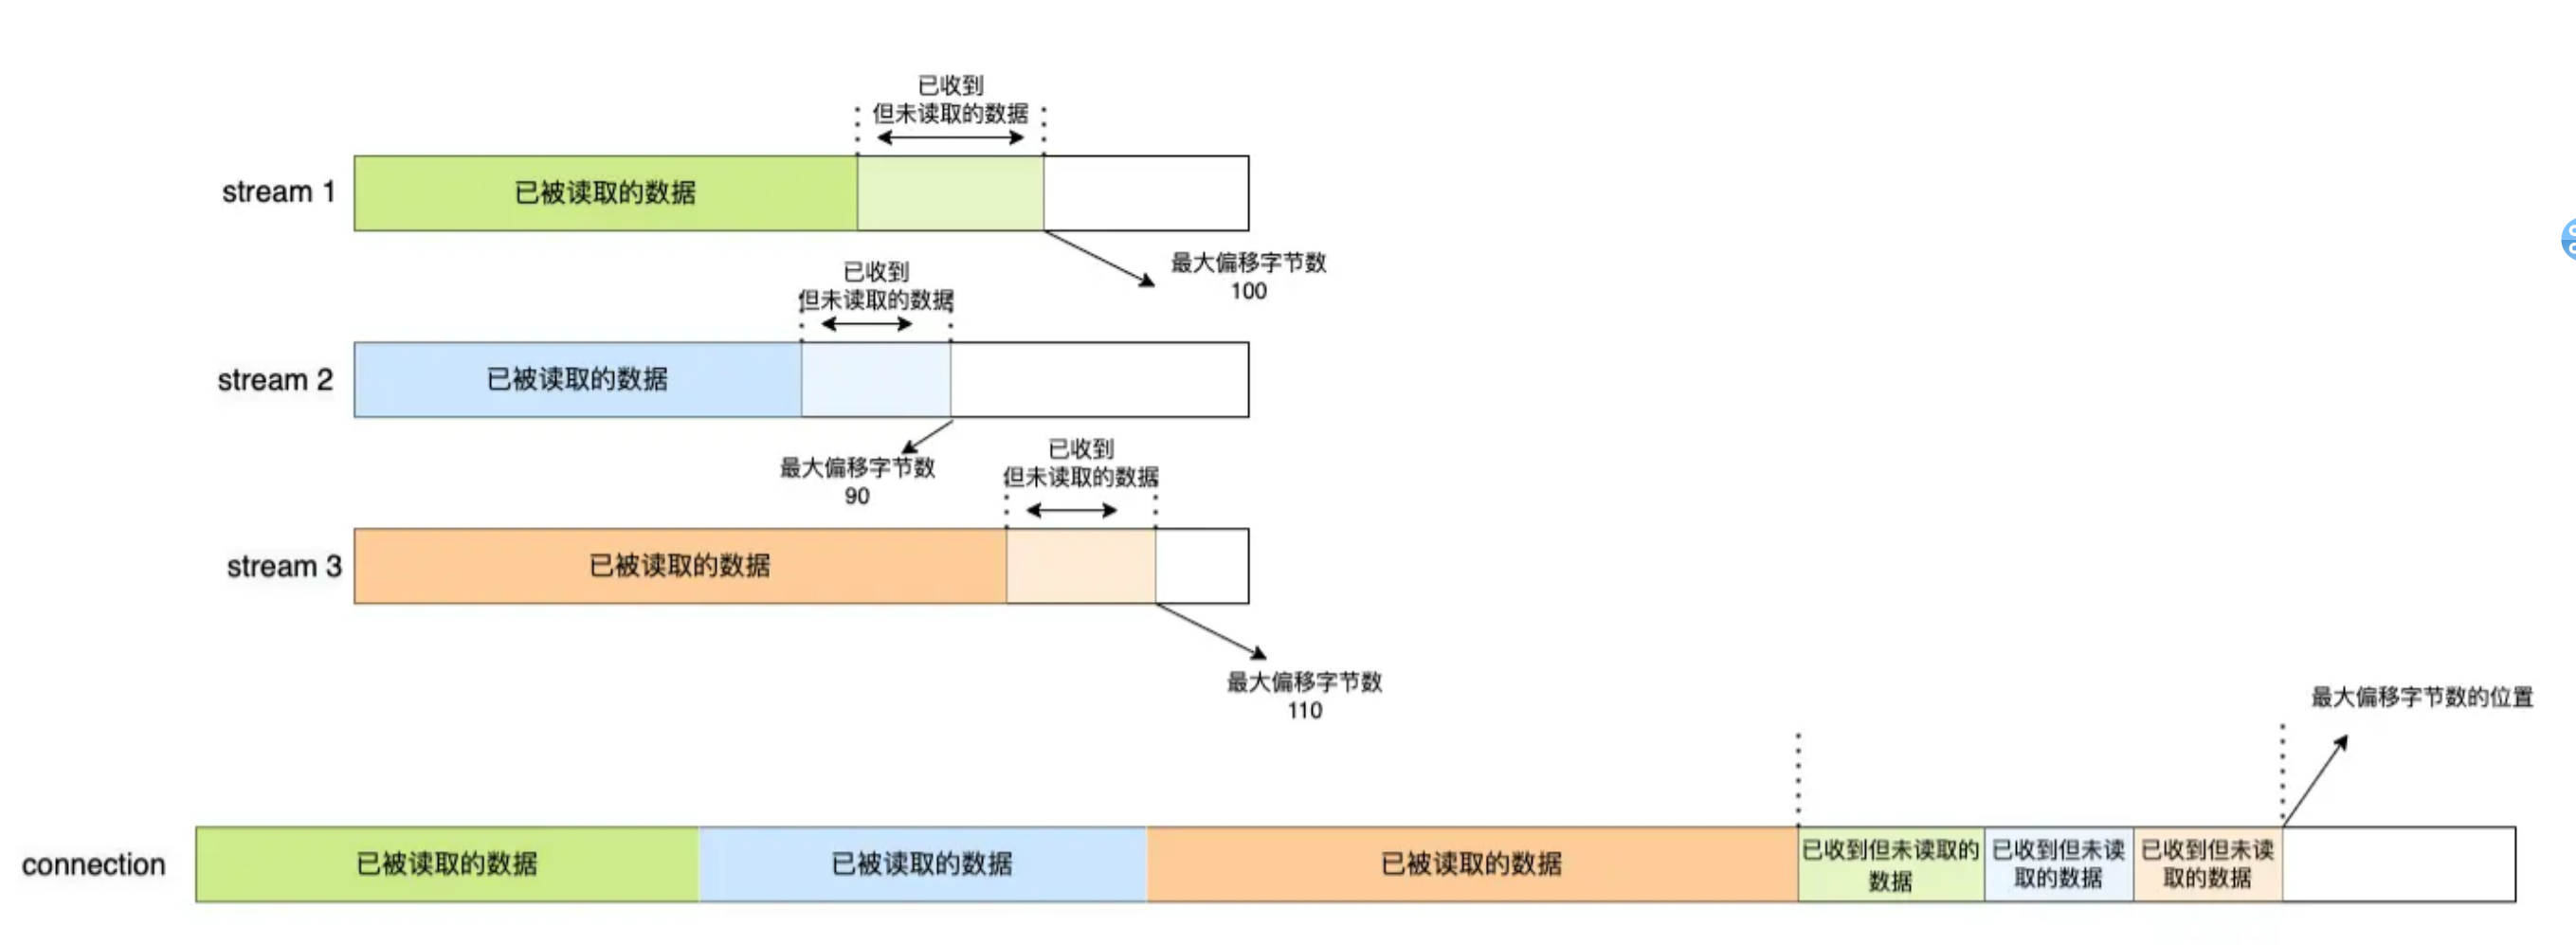 已收到
但未读取的数据
stream 1
已被读取的数据
最大偏移字节数
100
已收到
但未读取的数据
stream 2
已被读取的数据
最大偏移字节数
90
已收到
但未读取的数据
stream 3
已被读取的数据
最大偏移字节数
110
最大偏移字节数的位置
connection
已被读取的数据
已被读取的数据
已被读取的数据
已收到但未读取的
数据
已收到但未读
取的数据
已收到但未读
取的数据